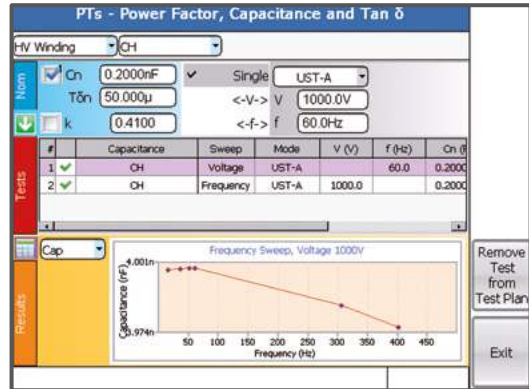 PTs - Power Factor, Capacitance and Tan δ
HV Winding CH
Nom
Cn 0.2000nF Single UST-A
Tδn 50.000µ <-V-> V 1000.0V
k 0.4100 <-f-> f 60.0Hz
Tests
# Capacitance Sweep Mode V (V) f (Hz) Cn (F
1 CH Voltage UST-A 60.0 0.2000
2 CH Frequency UST-A 1000.0 0.2000
Results
Cap
Frequency Sweep, Voltage 1000V
4.001n
Capacitance (nF)
3.974n
50 100 150 200 250 300 350 400 450
Frequency (Hz)
Remove
Test
from
Test Plan
Exit